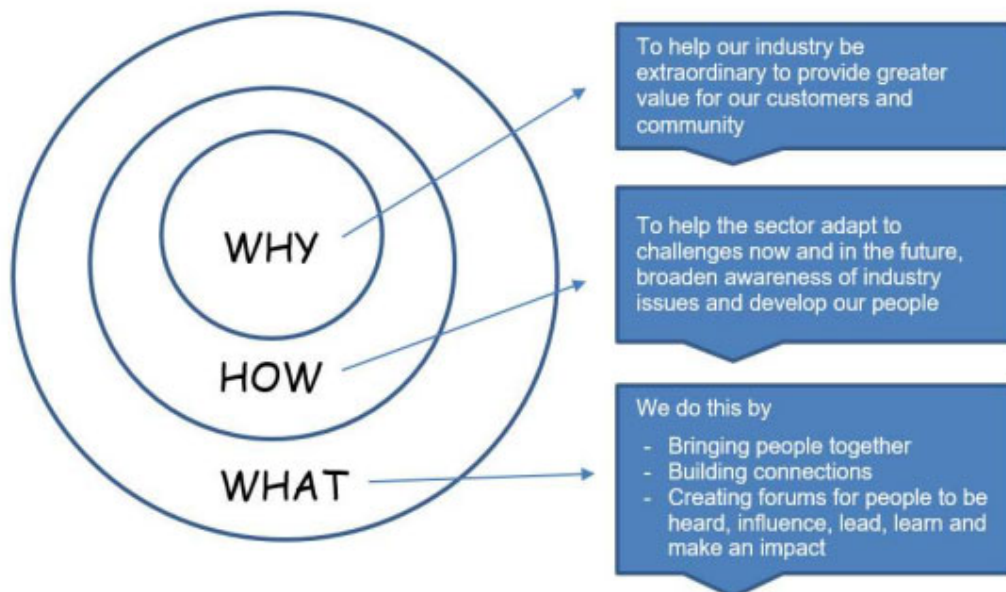 WHY
HOW
WHAT
To help our industry be
extraordinary to provide greater
value for our customers and
community
To help the sector adapt to
challenges now and in the future,
broaden awareness of industry
issues and develop our people
We do this by
- Bringing people together
- Building connections
- Creating forums for people to be
heard, influence, lead, learn and
make an impact